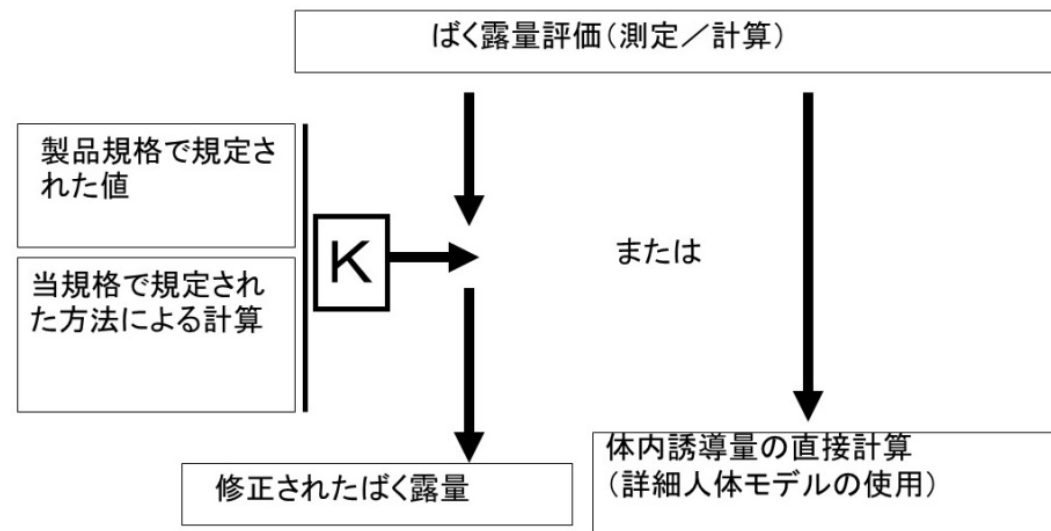 ばく露量評価(測定／計算)
製品規格で規定さ
れた値
K
または
当規格で規定され
た方法による計算
修正されたばく露量
体内誘導量の直接計算
(詳細人体モデルの使用)